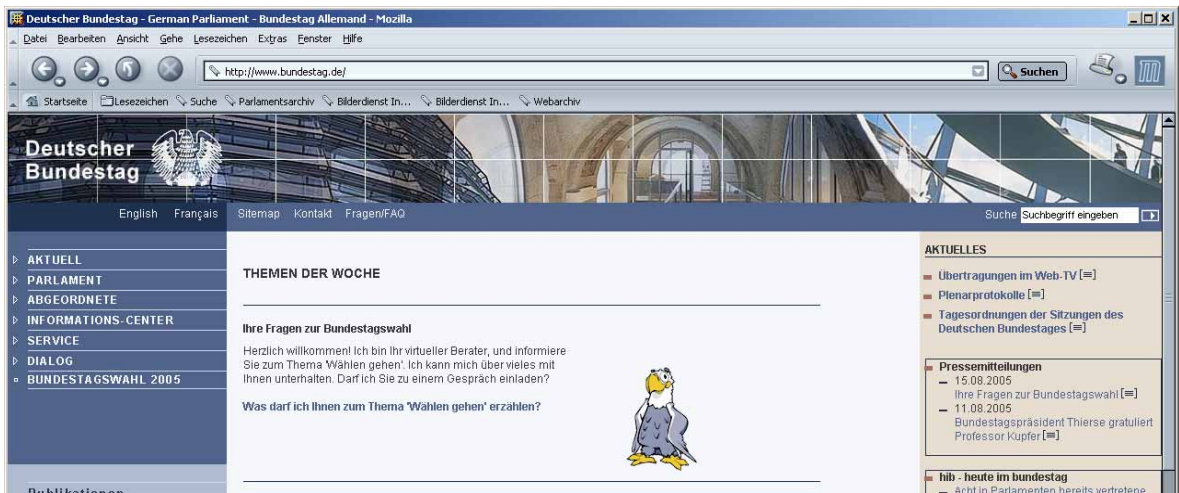 Deutscher Bundestag - German Parliament - Bundestag Allemand - Mozilla
Datei Bearbeiten Ansicht Gehe Lesezeichen Extras Fenster Hilfe
http://www.bundestag.de/
Suchen
Startseite Lesezeichen Suche Parlamentsarchiv Bilderdienst In... Bilderdienst In... Webarchiv
Deutscher
Bundestag
English Français Sitemap Kontakt Fragen/FAQ
Suche Suchbegriff eingeben
AKTUELL
PARLAMENT
ABGEORDNETE
INFORMATIONS-CENTER
SERVICE
DIALOG
BUNDESTAGSWAHL 2005
Publikationen
THEMEN DER WOCHE
Ihre Fragen zur Bundestagswahl
Herzlich willkommen! Ich bin Ihr virtueller Berater, und informiere
Sie zum Thema 'Wählen gehen'. Ich kann mich über vieles mit
Ihnen unterhalten. Darf ich Sie zu einem Gespräch einladen?
Was darf ich Ihnen zum Thema 'Wählen gehen' erzählen?
AKTUELLES
Übertragungen im Web-TV
Plenarprotokolle
Tagesordnungen der Sitzungen des
Deutschen Bundestages
Pressemitteilungen
15.08.2005
Ihre Fragen zur Bundestagswahl
11.08.2005
Bundestagspräsident Thierse gratuliert
Professor Kupfer
hib - heute im bundestag
Acht in Parlamenten bereits vertretene